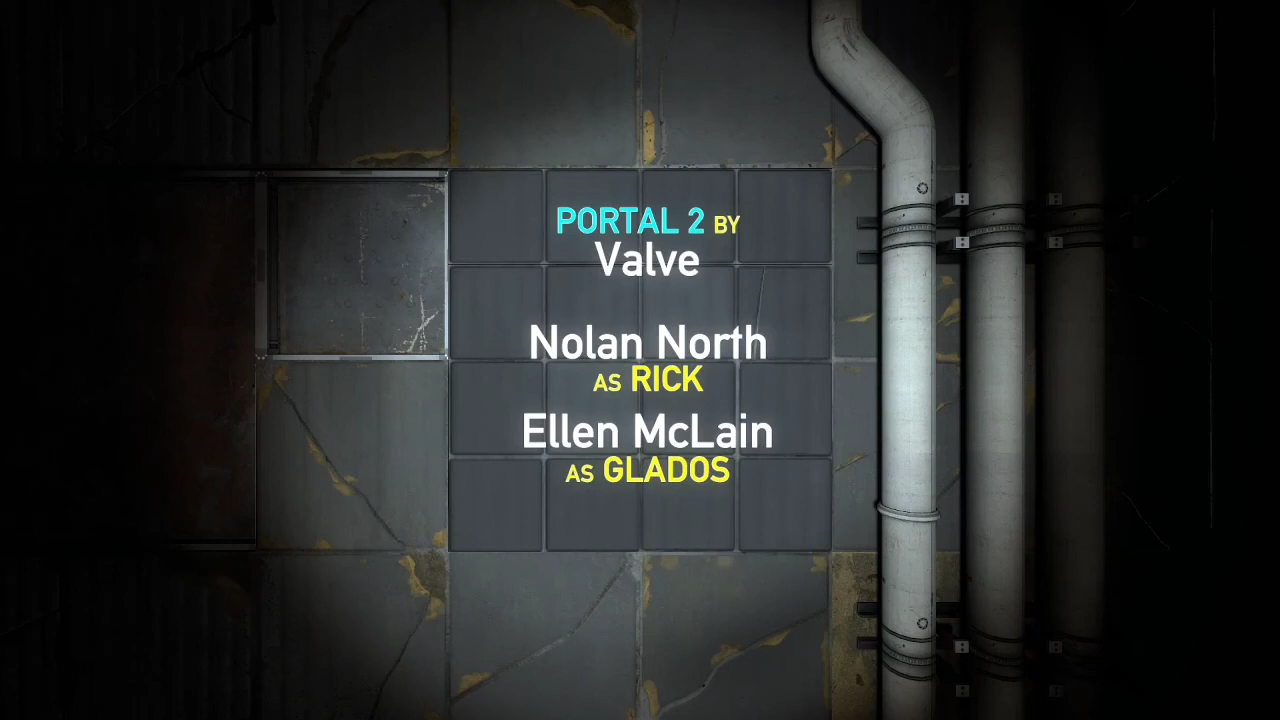 PORTAL 2 BY
Valve
Nolan North
AS RICK
Ellen McLain
AS GLADOS